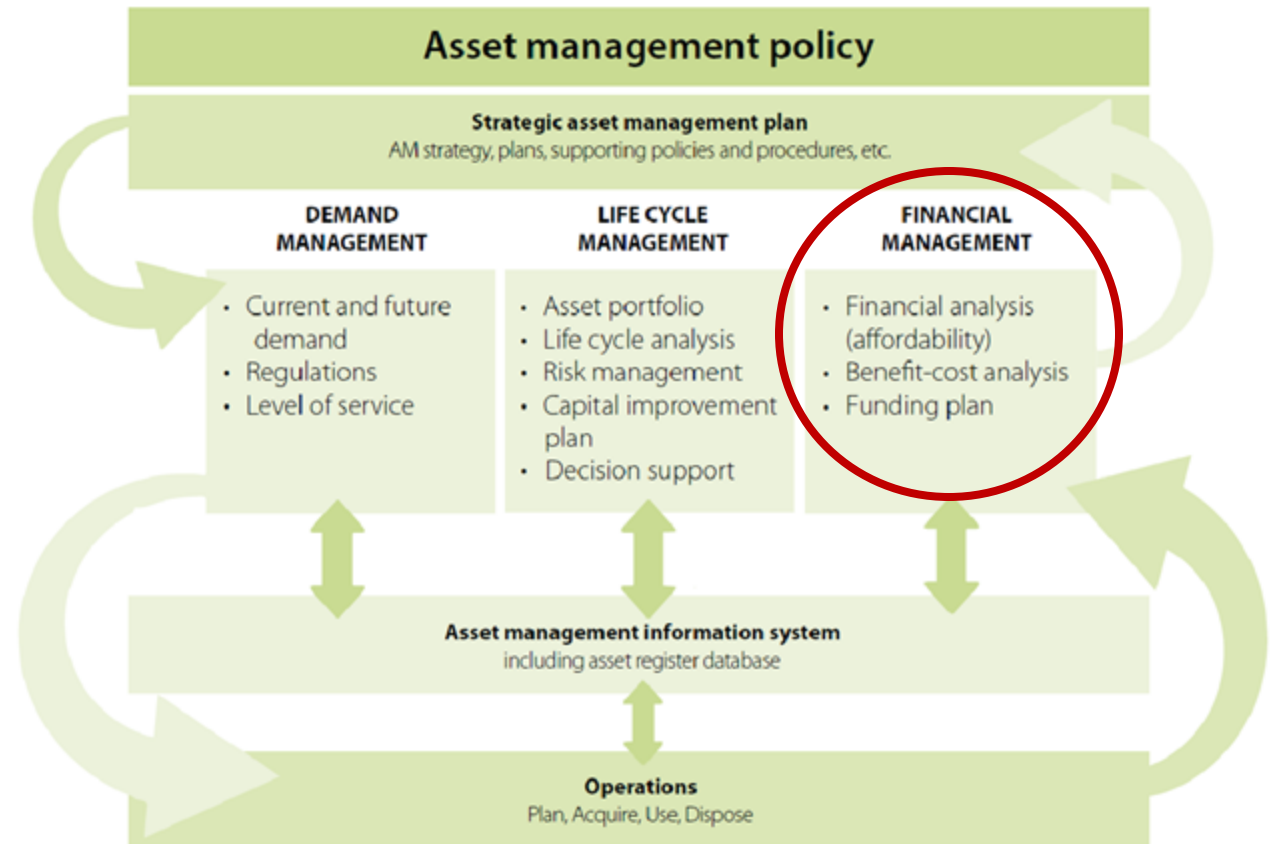 Asset management policy
Strategic asset management plan
AM strategy, plans, supporting policies and procedures, etc.
DEMAND
MANAGEMENT
• Current and future
demand
• Regulations
• Level of service
LIFE CYCLE
MANAGEMENT
• Asset portfolio
• Life cycle analysis
• Risk management
• Capital improvement
plan
• Decision support
FINANCIAL
MANAGEMENT
• Financial analysis
(affordability)
• Benefit-cost analysis
• Funding plan
Asset management information system
including asset register database
Operations
Plan, Acquire, Use, Dispose